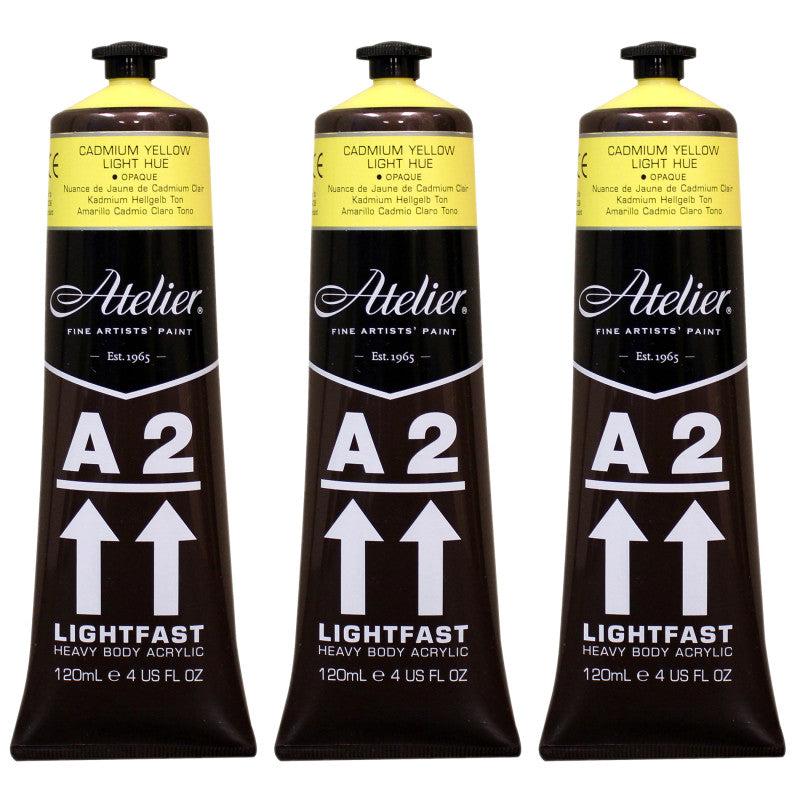 CADMIUM YELLOW
LIGHT HUE
• OPAQUE
Nuance de Jaune de Cadmium Clair
Kadmium Hellgelb Ton
Amarillo Cadmio Claro Tono
CE
Atelier®
FINE ARTISTS' PAINT
Est. 1965
A 2
LIGHTFAST
HEAVY BODY ACRYLIC
120mL ℮ 4 US FL OZ
CADMIUM YELLOW
LIGHT HUE
• OPAQUE
Nuance de Jaune de Cadmium Clair
Kadmium Hellgelb Ton
Amarillo Cadmio Claro Tono
CE
Atelier®
FINE ARTISTS' PAINT
Est. 1965
A 2
LIGHTFAST
HEAVY BODY ACRYLIC
120mL ℮ 4 US FL OZ
CADMIUM YELLOW
LIGHT HUE
• OPAQUE
Nuance de Jaune de Cadmium Clair
Kadmium Hellgelb Ton
Amarillo Cadmio Claro Tono
CE
Atelier®
FINE ARTISTS' PAINT
Est. 1965
A 2
LIGHTFAST
HEAVY BODY ACRYLIC
120mL ℮ 4 US FL OZ